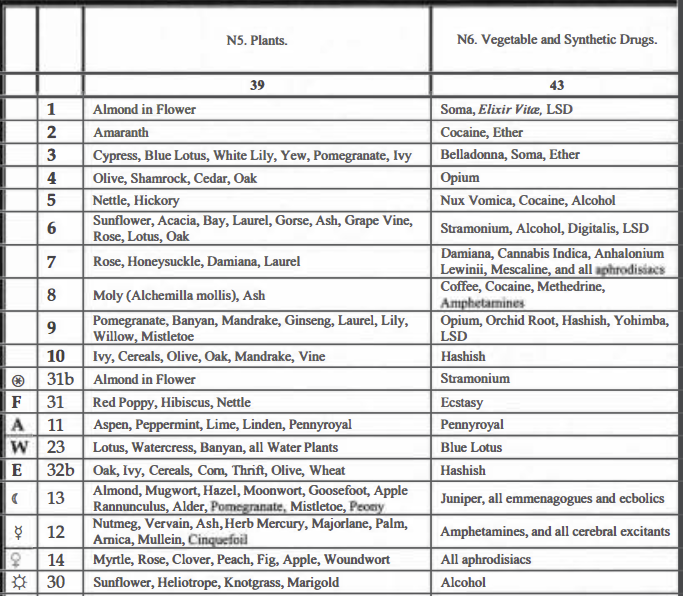 N5. Plants. N6. Vegetable and Synthetic Drugs.
39 43
1 Almond in Flower Soma, Elixir Vitæ, LSD
2 Amaranth Cocaine, Ether
3 Cypress, Blue Lotus, White Lily, Yew, Pomegranate, Ivy Belladonna, Soma, Ether
4 Olive, Shamrock, Cedar, Oak Opium
5 Nettle, Hickory Nux Vomica, Cocaine, Alcohol
6 Sunflower, Acacia, Bay, Laurel, Gorse, Ash, Grape Vine,
Rose, Lotus, Oak Stramonium, Alcohol, Digitalis, LSD
7 Rose, Honeysuckle, Damiana, Laurel Damiana, Cannabis Indica, Anhalonium
Lewinii, Mescaline, and all aphrodisiacs
8 Moly (Alchemilla mollis), Ash Coffee, Cocaine, Methedrine,
Amphetamines
9 Pomegranate, Banyan, Mandrake, Ginseng, Laurel, Lily,
Willow, Mistletoe Opium, Orchid Root, Hashish, Yohimba,
LSD
10 Ivy, Cereals, Olive, Oak, Mandrake, Vine Hashish
⊛ 31b Almond in Flower Stramonium
F 31 Red Poppy, Hibiscus, Nettle Ecstasy
A 11 Aspen, Peppermint, Lime, Linden, Pennyroyal Pennyroyal
W 23 Lotus, Watercress, Banyan, all Water Plants Blue Lotus
E 32b Oak, Ivy, Cereals, Corn, Thrift, Olive, Wheat Hashish
☾ 13 Almond, Mugwort, Hazel, Moonwort, Goosefoot, Apple
Rannunculus, Alder, Pomegranate, Mistletoe, Peony Juniper, all emmenagogues and ecbolics
☿ 12 Nutmeg, Vervain, Ash, Herb Mercury, Majorlane, Palm,
Arnica, Mullein, Cinquefoil Amphetamines, and all cerebral excitants
♀ 14 Myrtle, Rose, Clover, Peach, Fig, Apple, Woundwort All aphrodisiacs
☼ 30 Sunflower, Heliotrope, Knotgrass, Marigold Alcohol